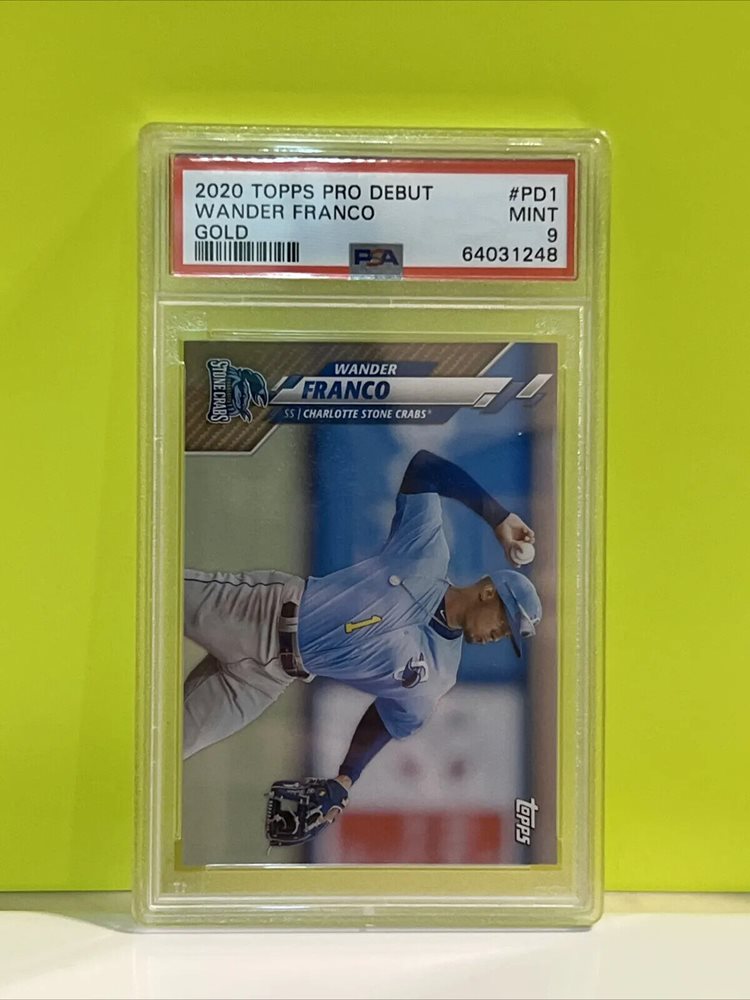 2020 TOPPS PRO DEBUT #PD1
WANDER FRANCO MINT
GOLD 9
PSA 64031248
STONE CRABS
WANDER
FRANCO
SS | CHARLOTTE STONE CRABS®
1
topps